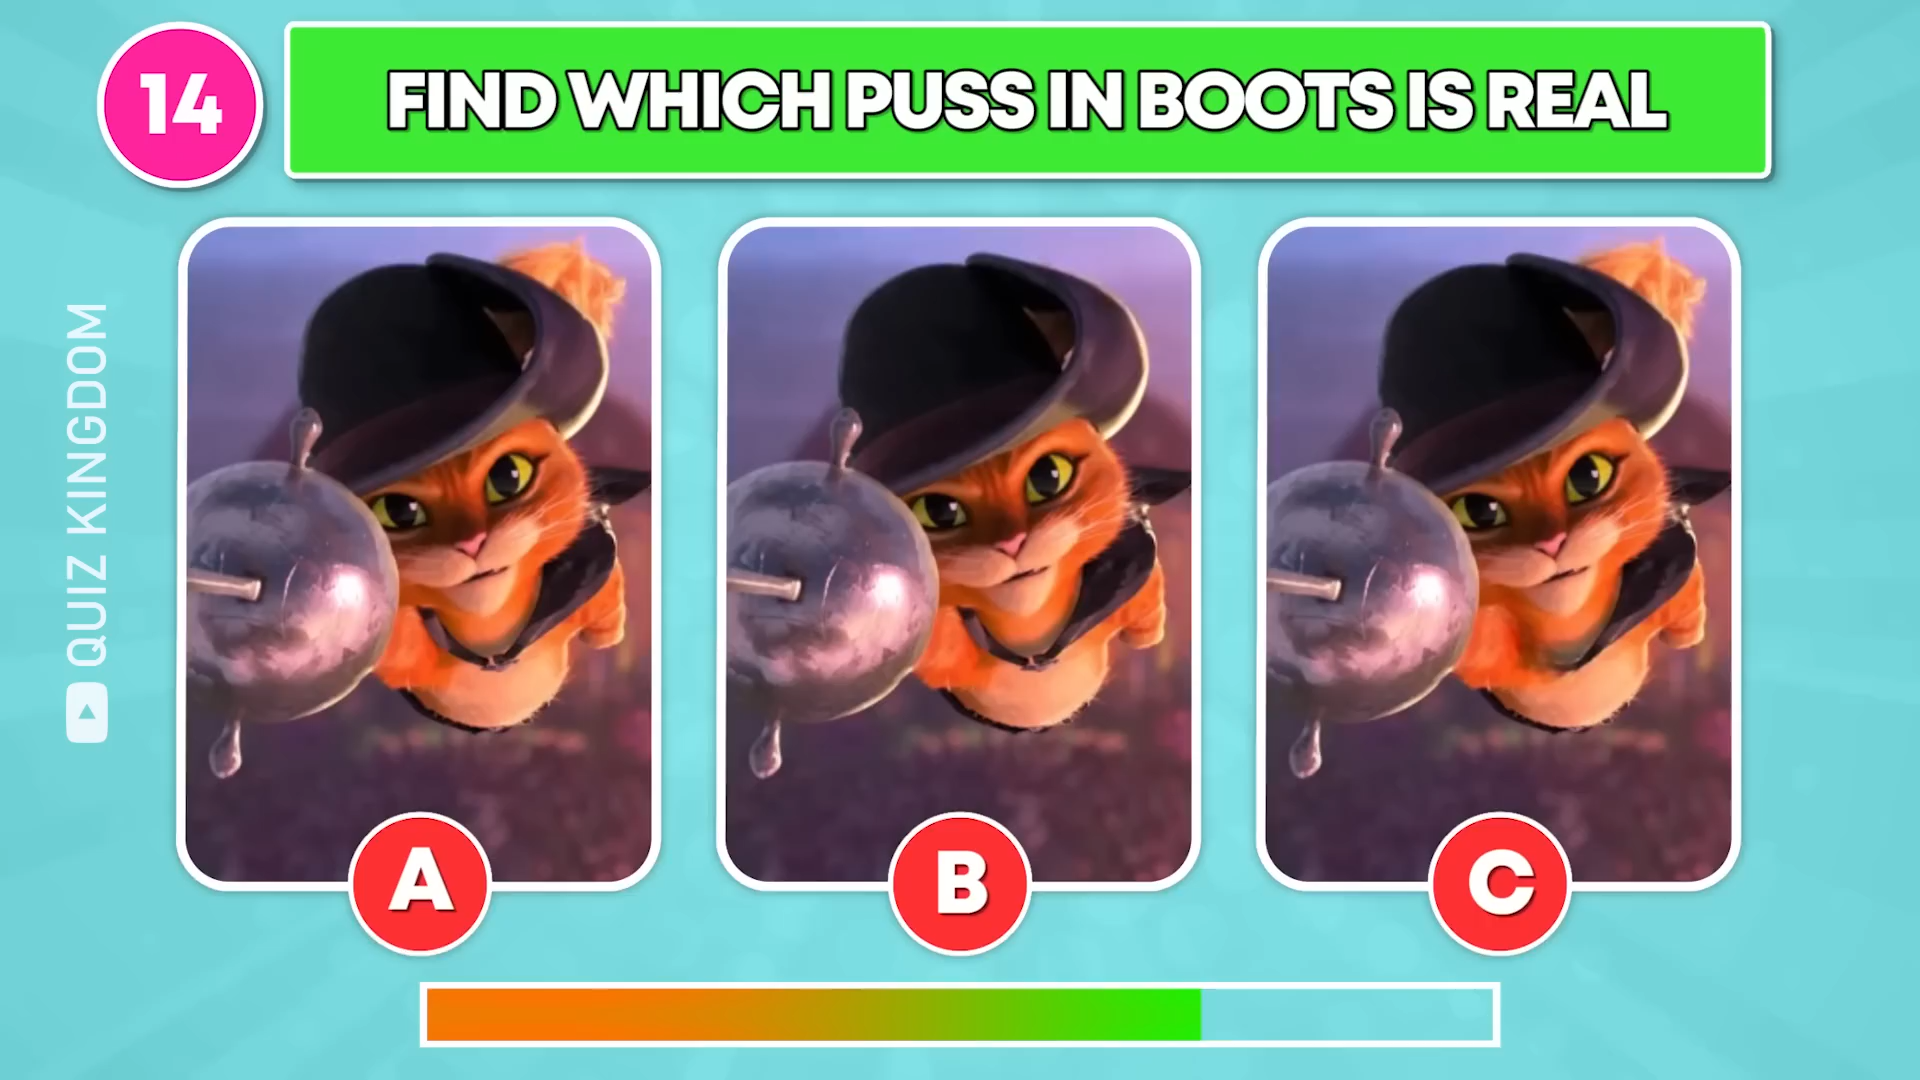 14
FIND WHICH PUSS IN BOOTS IS REAL
QUIZ KINGDOM
A
B
C